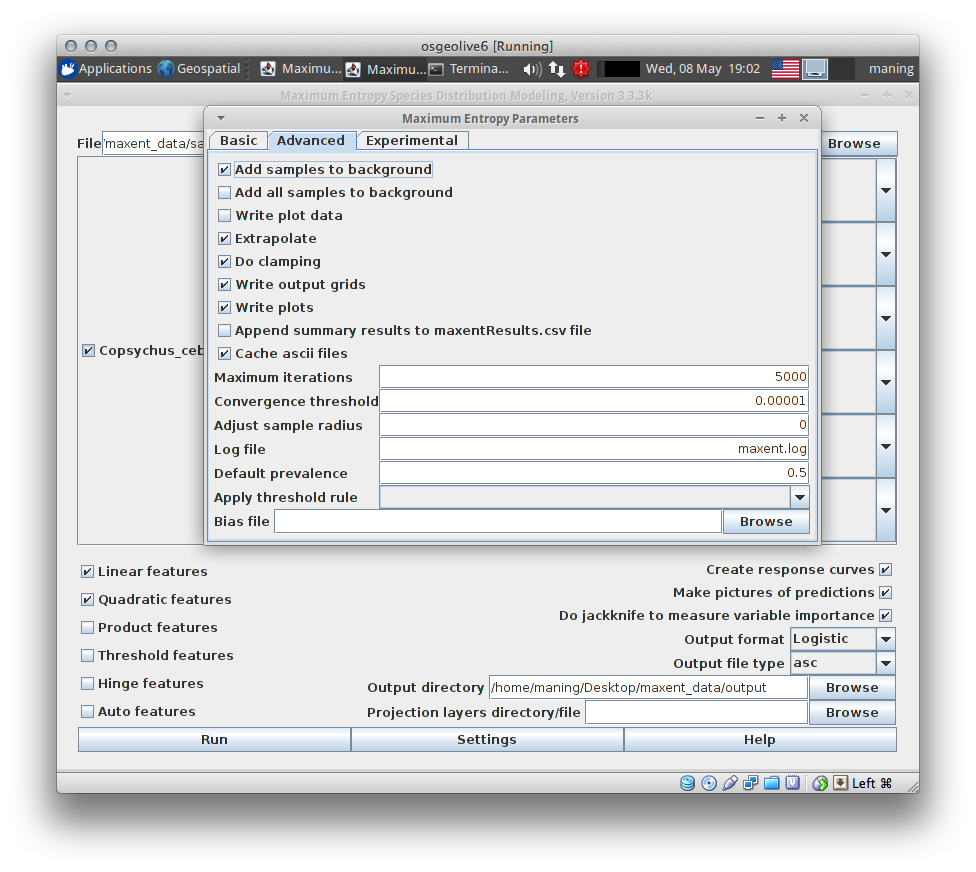 osgeolive6 [Running]
Applications Geospatial Maximu... Maximu... Termina... Wed, 08 May 19:02 maning
Maximum Entropy Species Distribution Modeling, Version 3.3.3k
Maximum Entropy Parameters
Basic Advanced Experimental
File maxent_data/sa Browse
Add samples to background
Add all samples to background
Write plot data
Extrapolate
Do clamping
Write output grids
Write plots
Append summary results to maxentResults.csv file
Copsychus_ceb
Cache ascii files
Maximum iterations 5000
Convergence threshold 0.00001
Adjust sample radius 0
Log file maxent.log
Default prevalence 0.5
Apply threshold rule
Bias file Browse
Linear features Create response curves
Quadratic features Make pictures of predictions
Product features Do jackknife to measure variable importance
Output format Logistic
Threshold features Output file type asc
Hinge features Output directory /home/maning/Desktop/maxent_data/output Browse
Auto features Projection layers directory/file Browse
Run Settings Help
Left ⌘